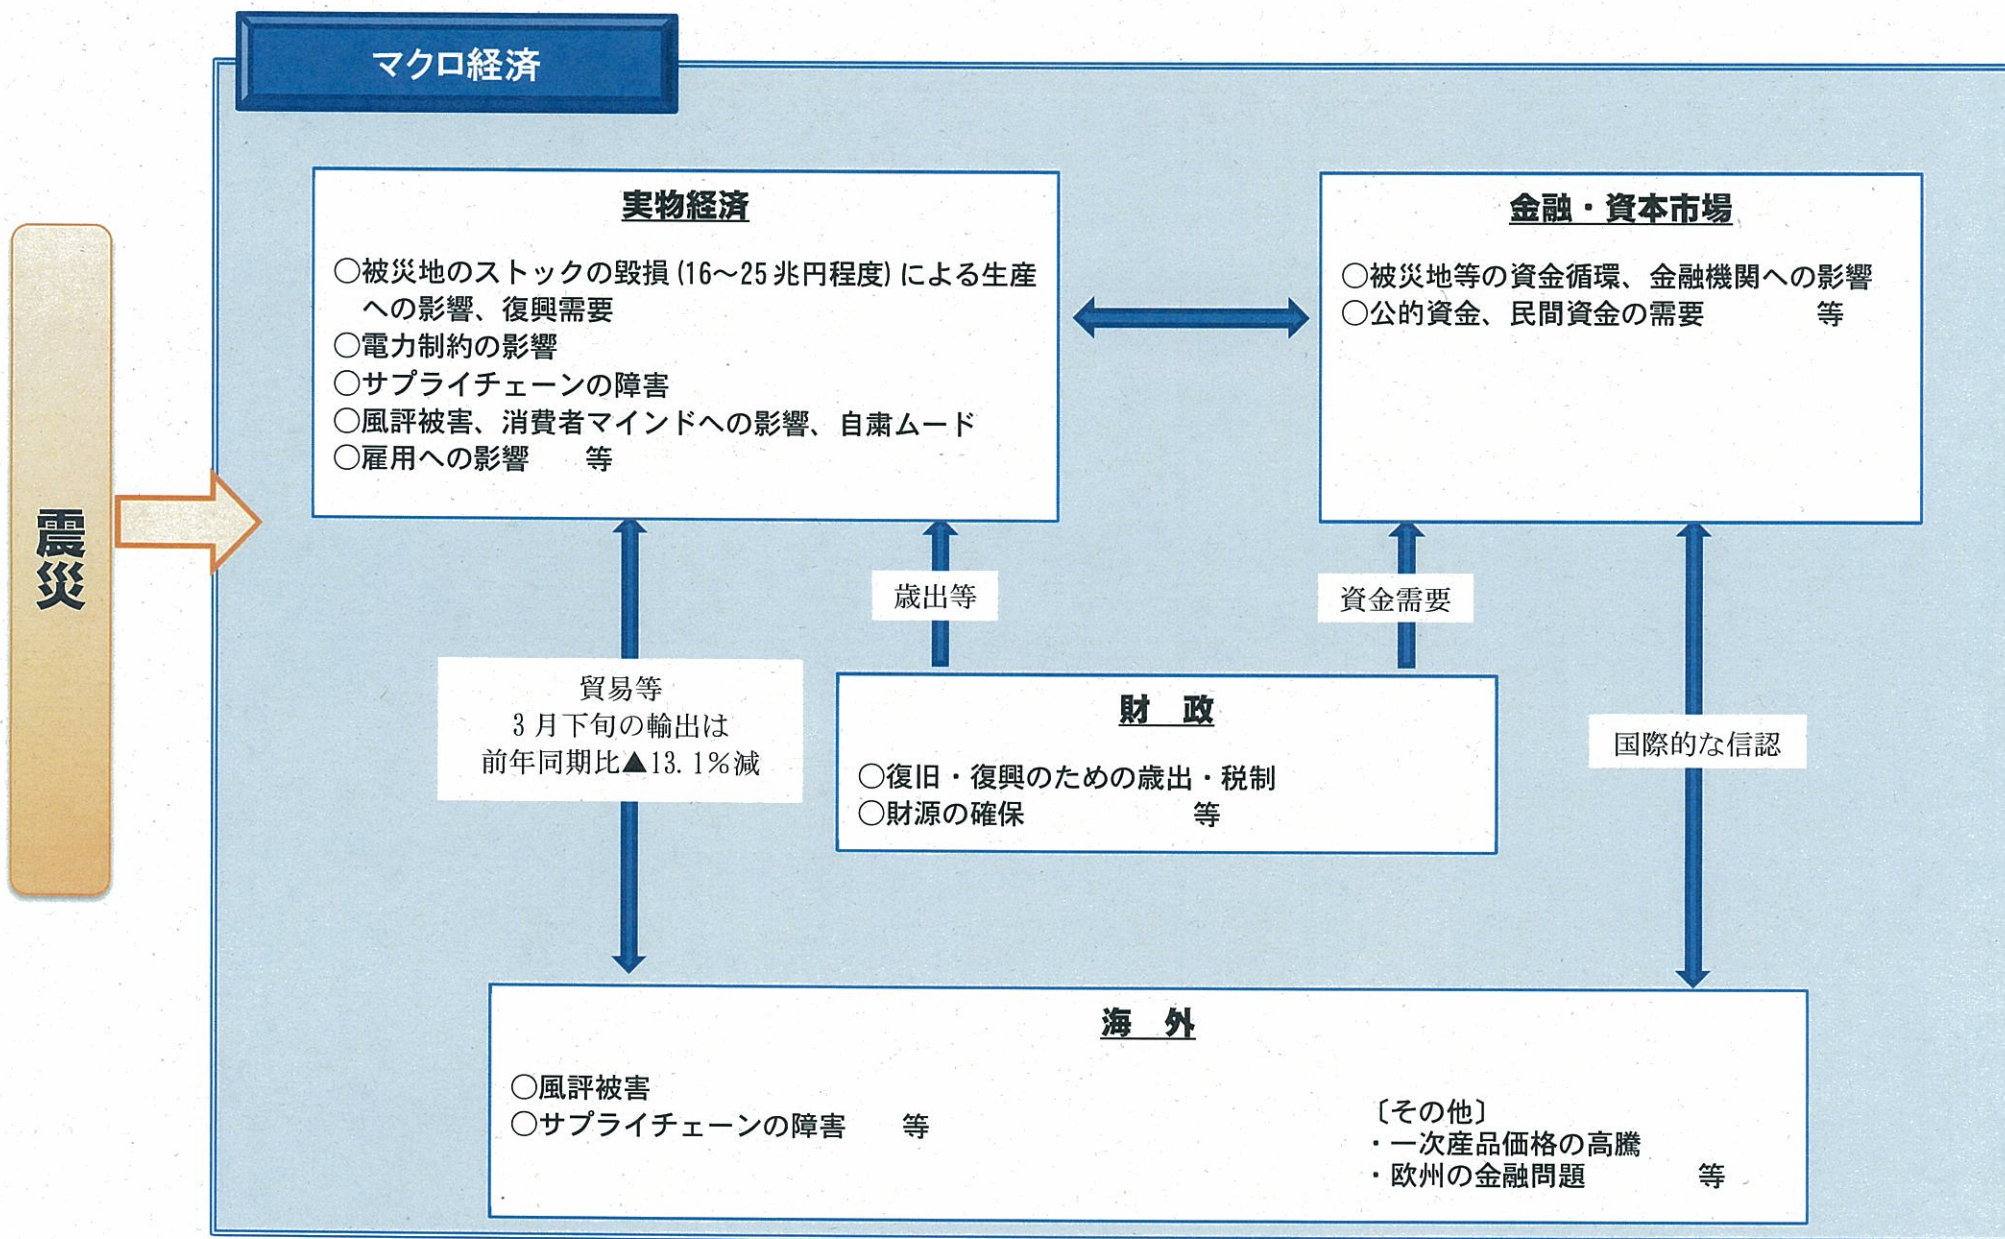 マクロ経済
震災
実物経済
○被災地のストックの毀損(16～25兆円程度)による生産
への影響、復興需要
○電力制約の影響
○サプライチェーンの障害
○風評被害、消費者マインドへの影響、自粛ムード
○雇用への影響　　等
金融・資本市場
○被災地等の資金循環、金融機関への影響
○公的資金、民間資金の需要　　　　等
歳出等
資金需要
貿易等
3月下旬の輸出は
前年同期比▲13.1%減
財　政
○復旧・復興のための歳出・税制
○財源の確保　　　　　　等
国際的な信認
海　外
○風評被害
○サプライチェーンの障害　　等
〔その他〕
・一次産品価格の高騰
・欧州の金融問題　　　　等